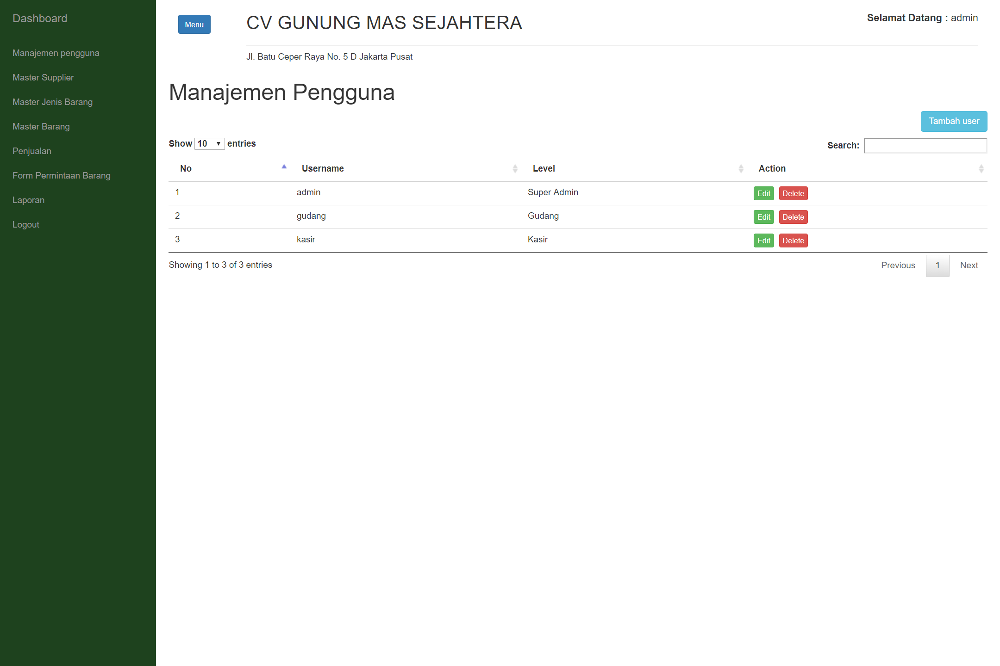 Dashboard
Manajemen pengguna
Master Supplier
Master Jenis Barang
Master Barang
Penjualan
Form Permintaan Barang
Laporan
Logout
Menu
CV GUNUNG MAS SEJAHTERA
Selamat Datang : admin
Jl. Batu Ceper Raya No. 5 D Jakarta Pusat
Manajemen Pengguna
Tambah user
Show 10 entries
Search:
No Username Level Action
1 admin Super Admin Edit Delete
2 gudang Gudang Edit Delete
3 kasir Kasir Edit Delete
Showing 1 to 3 of 3 entries
Previous 1 Next